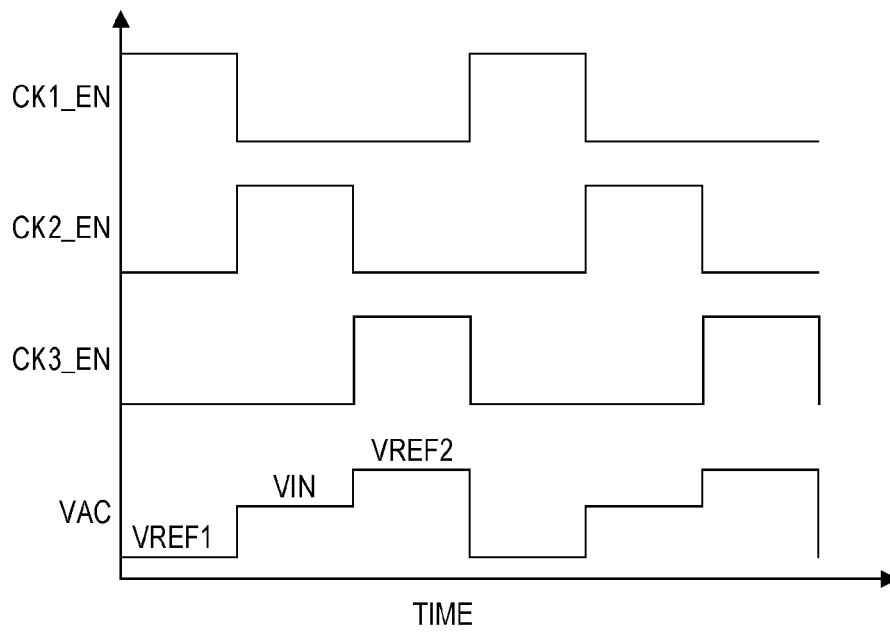 CK1_EN
CK2_EN
CK3_EN
VREF2
VIN
VAC
VREF1
TIME